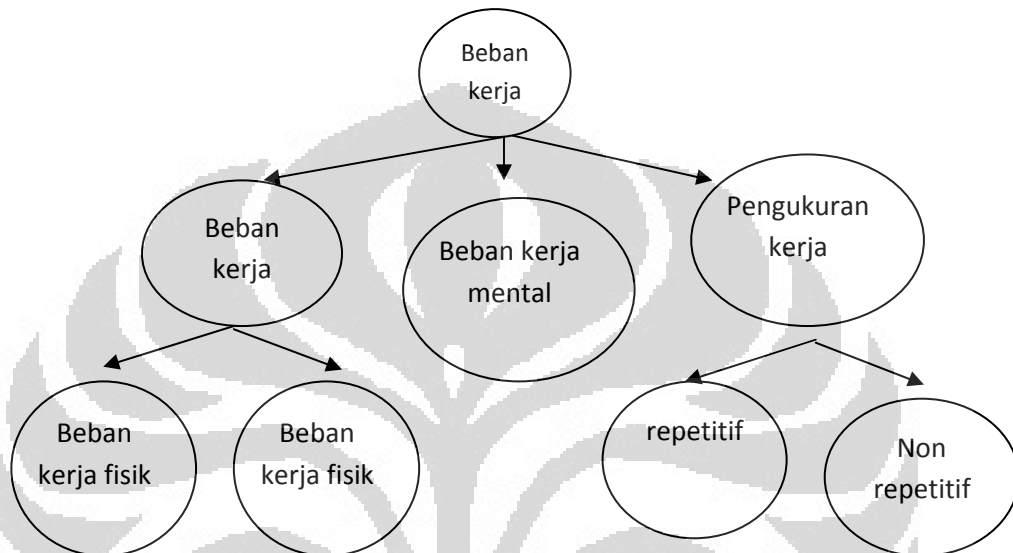 Beban
kerja
Beban
kerja
Beban kerja
mental
Pengukuran
kerja
Beban
kerja fisik
Beban
kerja fisik
repetitif
Non
repetitif